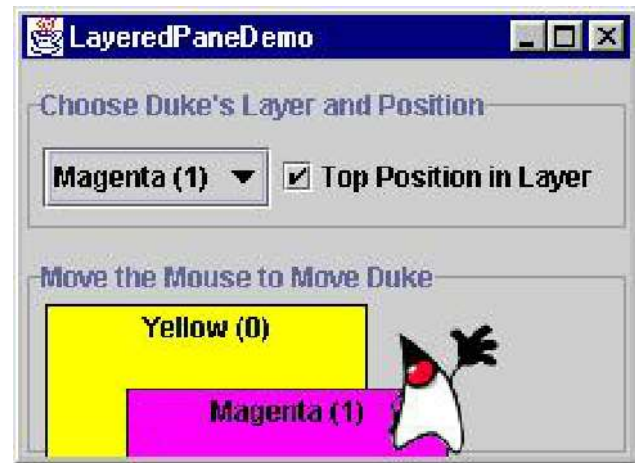 LayeredPaneDemo
Choose Duke's Layer and Position
Magenta (1) Top Position in Layer
Move the Mouse to Move Duke
Yellow (0)
Magenta (1)